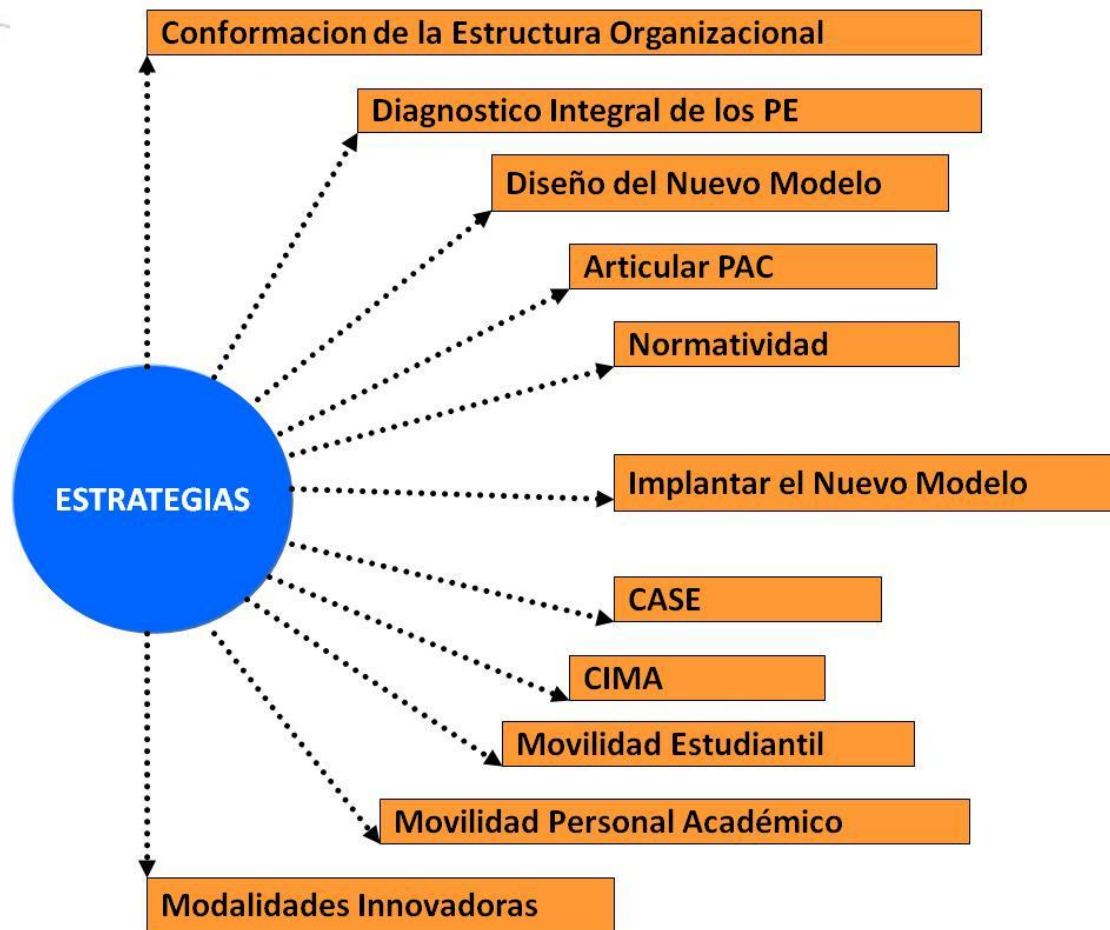 Conformacion de la Estructura Organizacional
Diagnostico Integral de los PE
Diseño del Nuevo Modelo
Articular PAC
Normatividad
Implantar el Nuevo Modelo
ESTRATEGIAS
CASE
CIMA
Movilidad Estudiantil
Movilidad Personal Académico
Modalidades Innovadoras